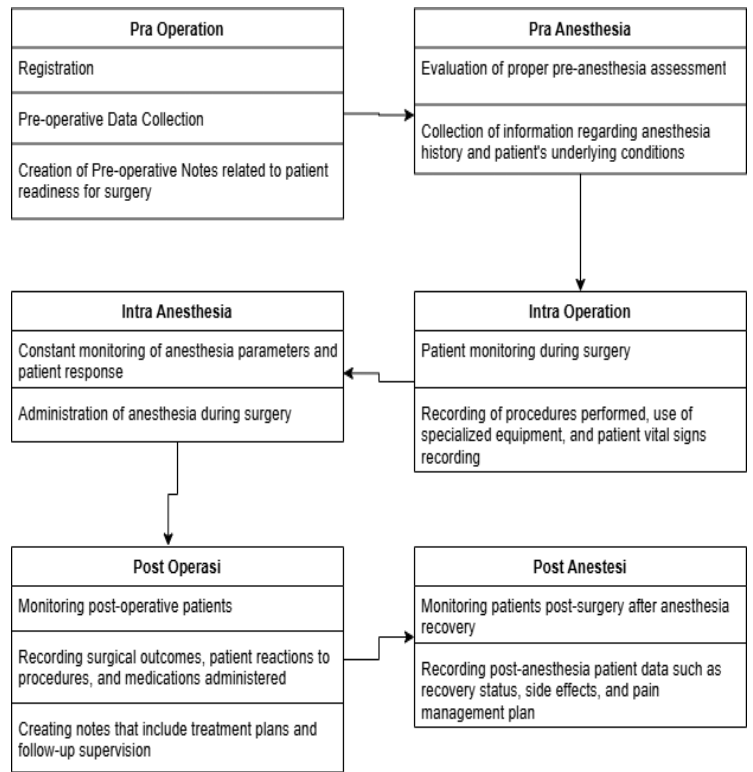 Pra Operation
Registration
Pre-operative Data Collection
Creation of Pre-operative Notes related to patient
readiness for surgery
Pra Anesthesia
Evaluation of proper pre-anesthesia assessment
Collection of information regarding anesthesia
history and patient's underlying conditions
Intra Anesthesia
Constant monitoring of anesthesia parameters and
patient response
Administration of anesthesia during surgery
Intra Operation
Patient monitoring during surgery
Recording of procedures performed, use of
specialized equipment, and patient vital signs
recording
Post Operasi
Monitoring post-operative patients
Recording surgical outcomes, patient reactions to
procedures, and medications administered
Creating notes that include treatment plans and
follow-up supervision
Post Anestesi
Monitoring patients post-surgery after anesthesia
recovery
Recording post-anesthesia patient data such as
recovery status, side effects, and pain
management plan